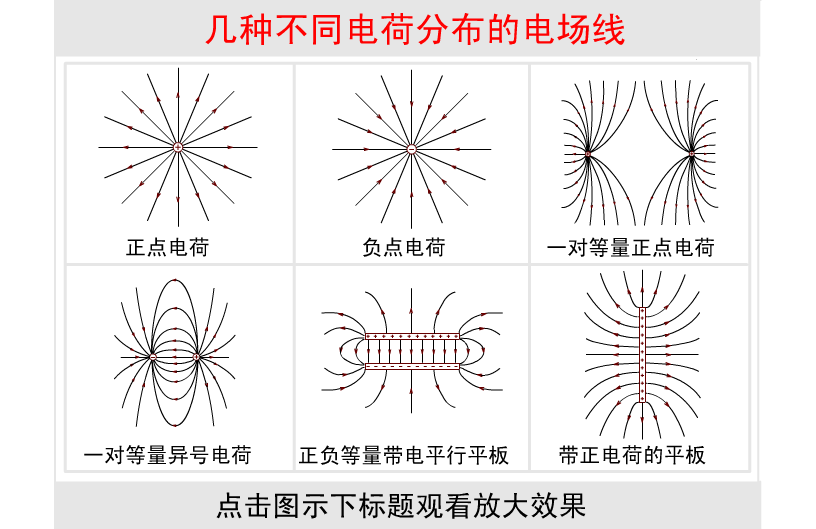 几种不同电荷分布的电场线
正点电荷
负点电荷
一对等量正点电荷
一对等量异号电荷
正负等量带电平行平板
带正电荷的平板
点击图示下标题观看放大效果